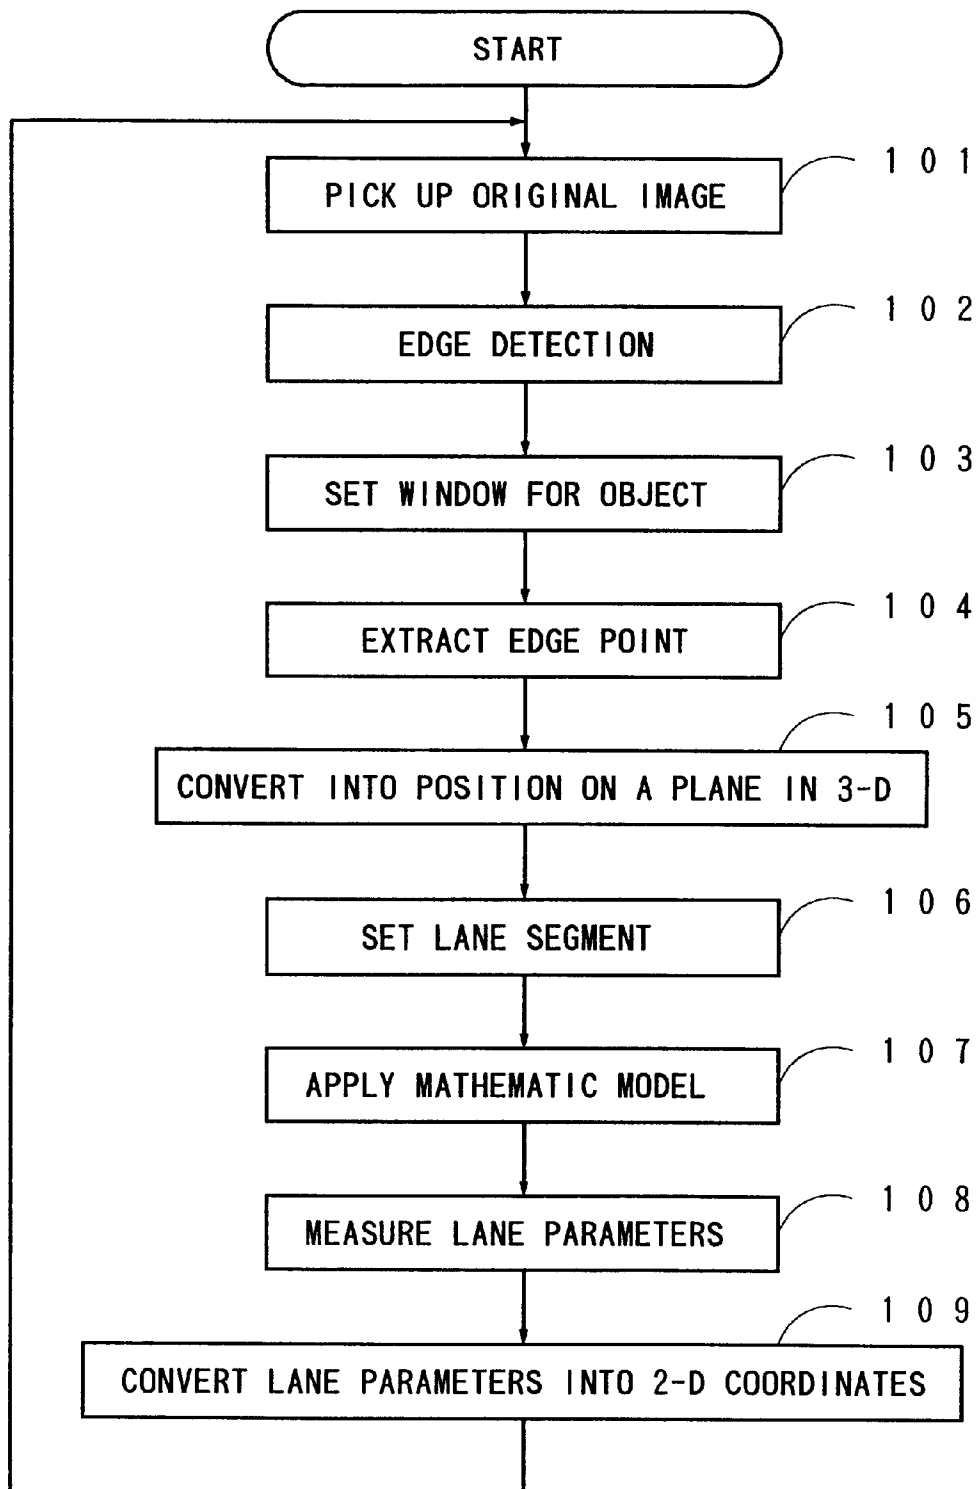 START
101
PICK UP ORIGINAL IMAGE
102
EDGE DETECTION
103
SET WINDOW FOR OBJECT
104
EXTRACT EDGE POINT
105
CONVERT INTO POSITION ON A PLANE IN 3-D
106
SET LANE SEGMENT
107
APPLY MATHEMATIC MODEL
108
MEASURE LANE PARAMETERS
109
CONVERT LANE PARAMETERS INTO 2-D COORDINATES